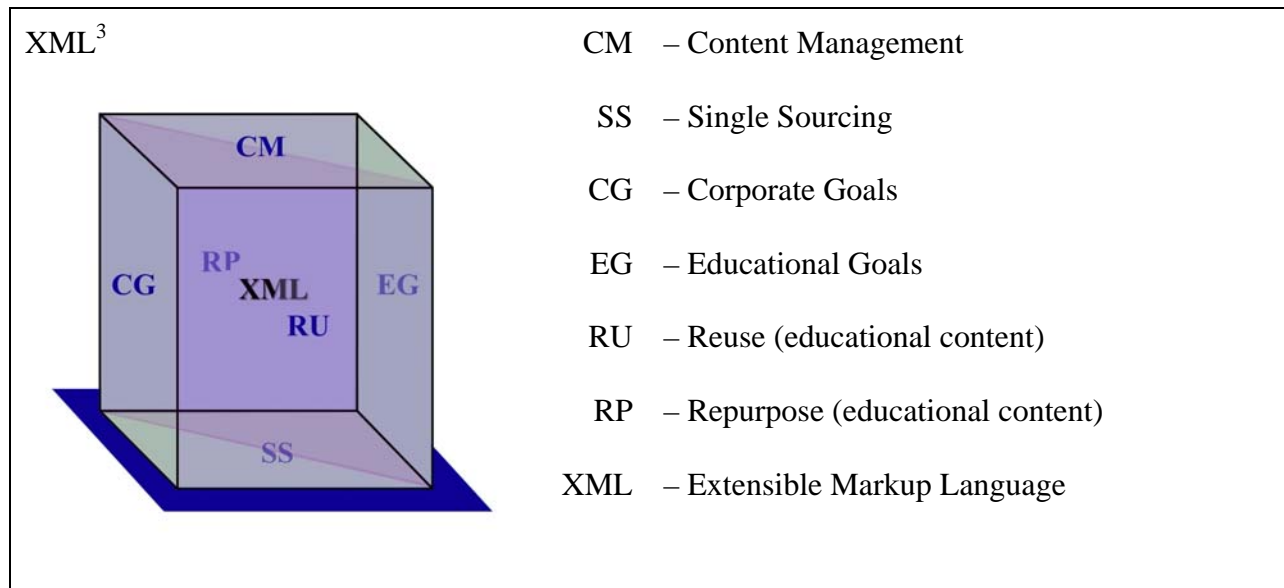 XML³
CM – Content Management
SS – Single Sourcing
CG – Corporate Goals
EG – Educational Goals
RU – Reuse (educational content)
RP – Repurpose (educational content)
XML – Extensible Markup Language
CM
RP
CG
XML
EG
RU
SS